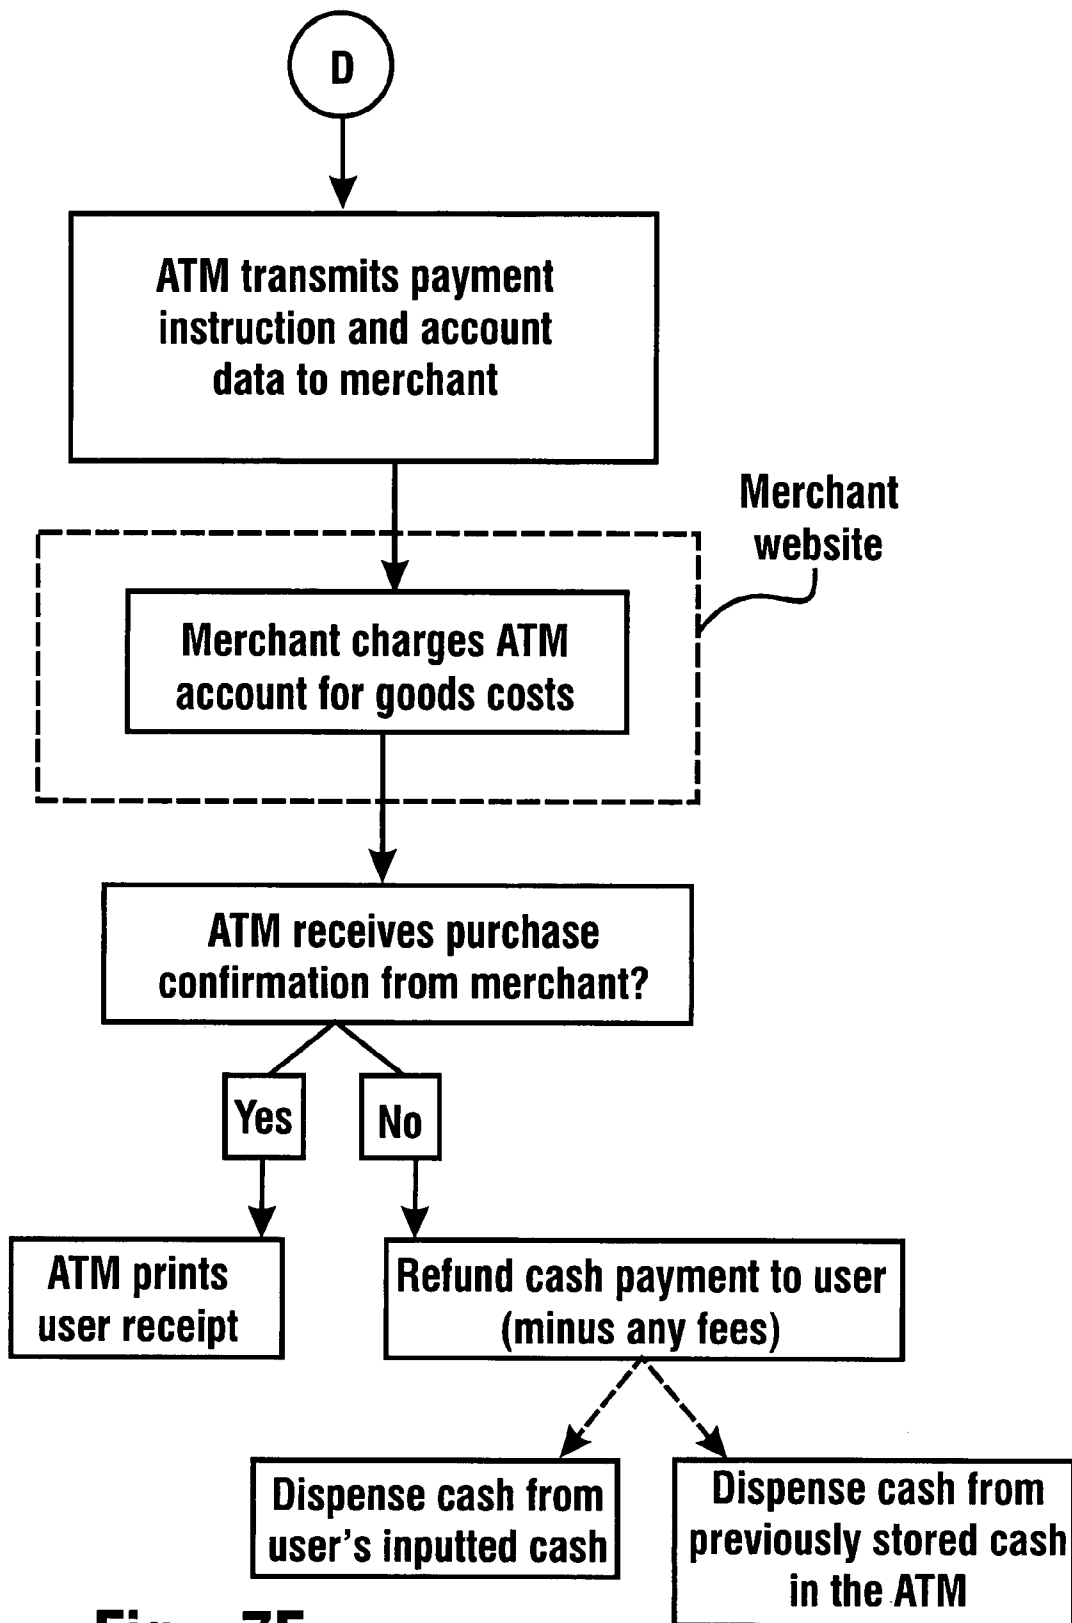 D
ATM transmits payment
instruction and account
data to merchant
Merchant
website
Merchant charges ATM
account for goods costs
ATM receives purchase
confirmation from merchant?
Yes
No
ATM prints
user receipt
Refund cash payment to user
(minus any fees)
Dispense cash from
user's inputted cash
Dispense cash from
previously stored cash
in the ATM